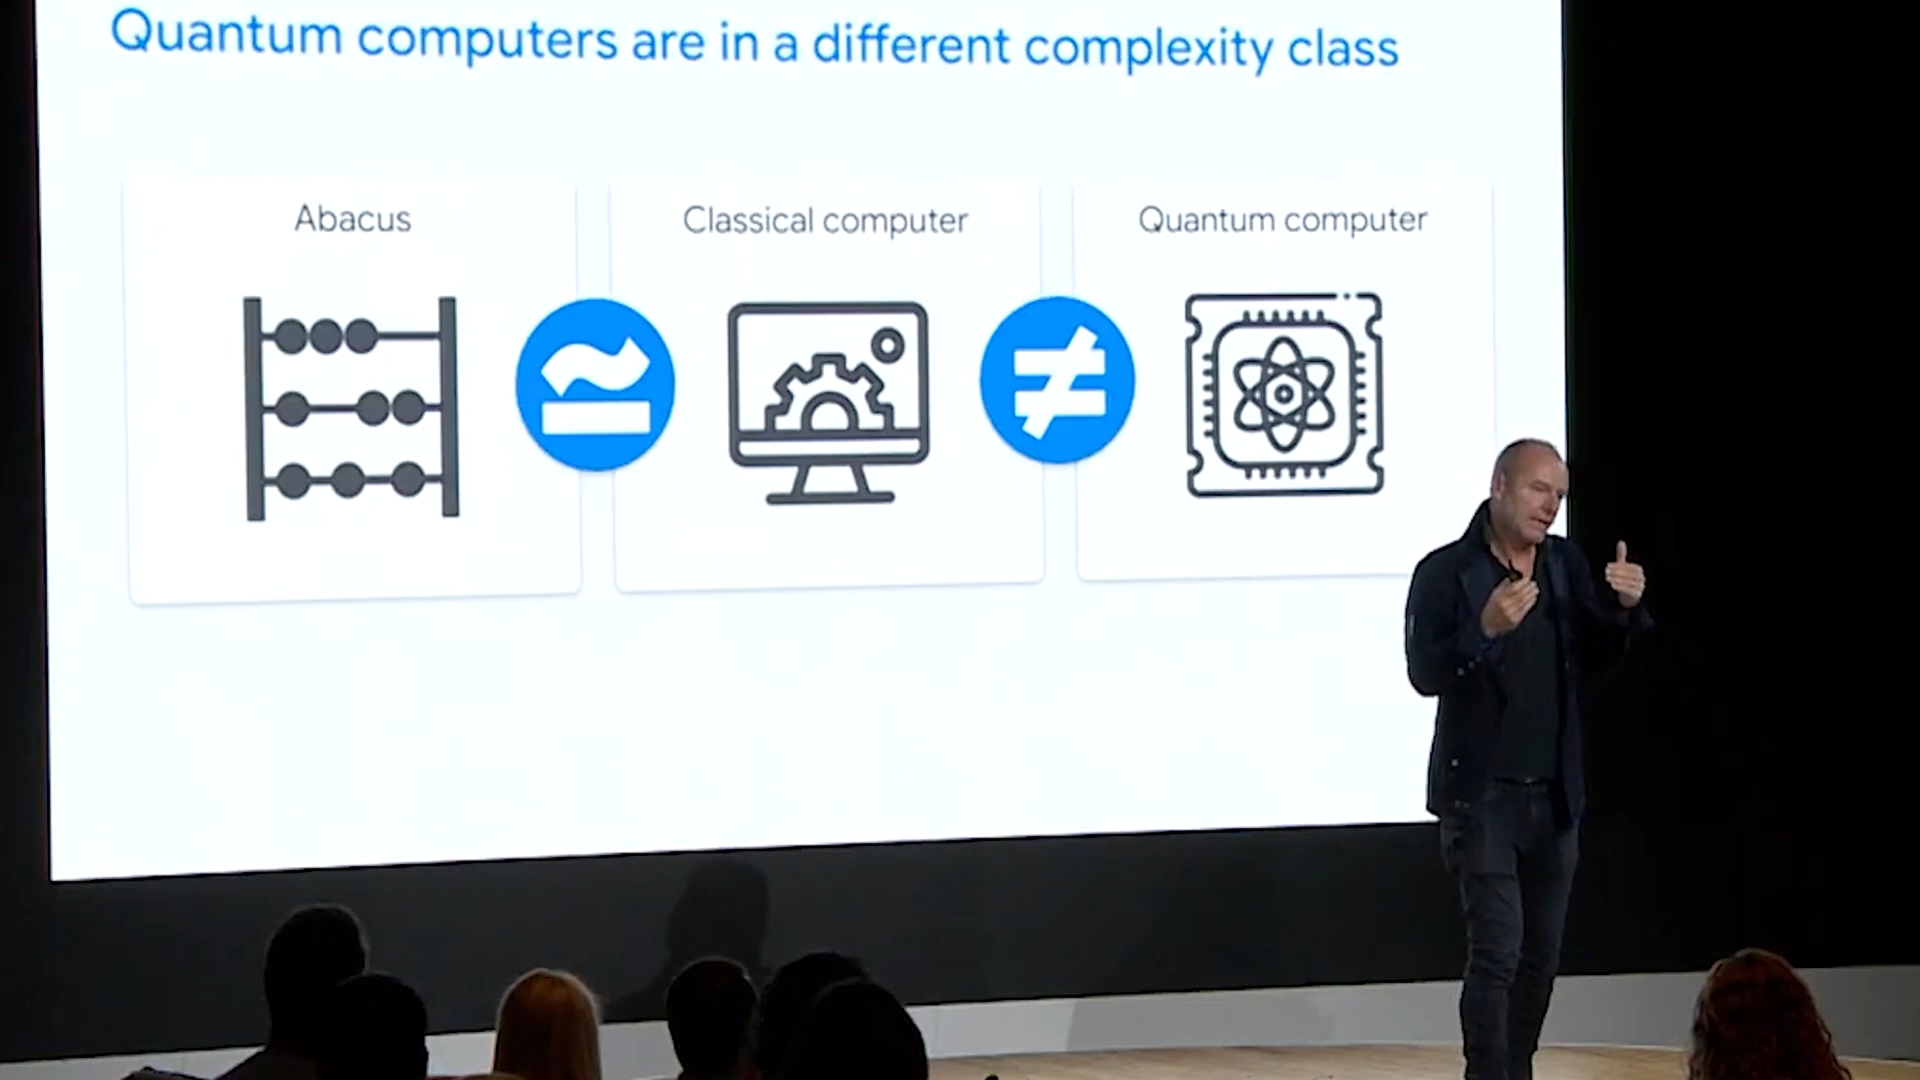 Quantum computers are in a different complexity class
Abacus
Classical computer
Quantum computer